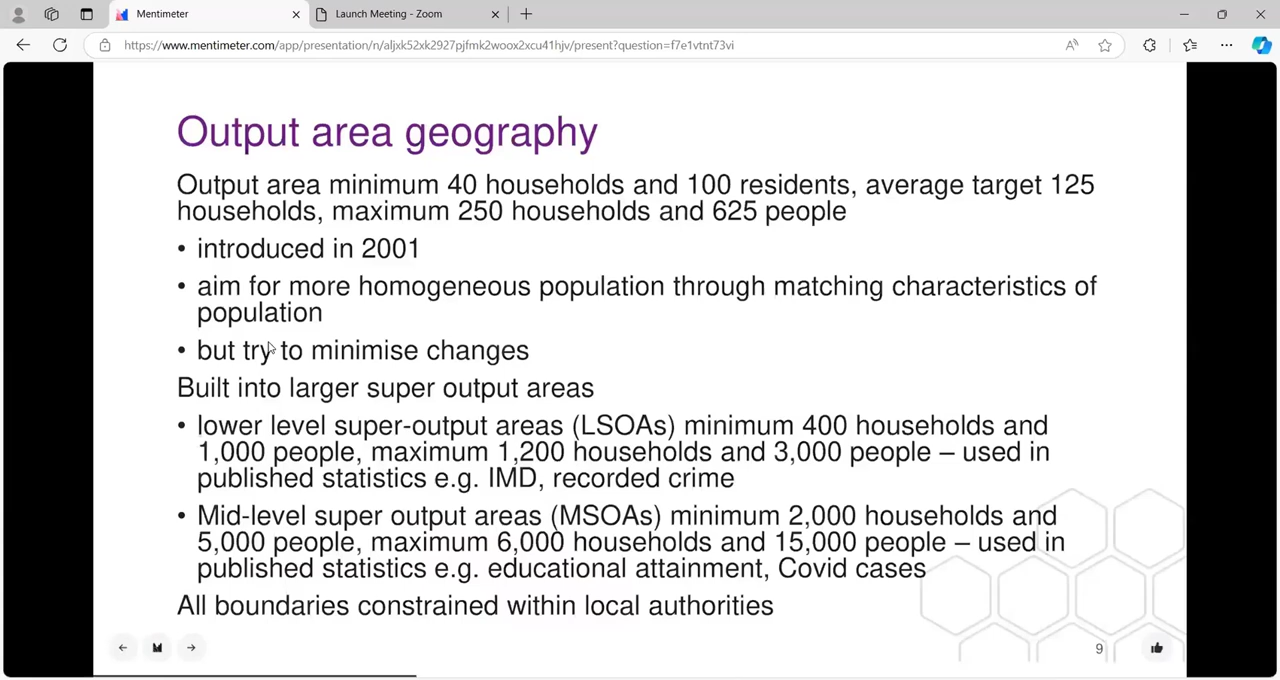 Mentimeter
Launch Meeting - Zoom
https://www.mentimeter.com/app/presentation/n/aljxk52xk2927pjfmk2woox2xcu41hjv/present?question=f7e1vtnt73vi
Output area geography
Output area minimum 40 households and 100 residents, average target 125
households, maximum 250 households and 625 people
• introduced in 2001
• aim for more homogeneous population through matching characteristics of
population
• but try to minimise changes
Built into larger super output areas
• lower level super-output areas (LSOAs) minimum 400 households and
1,000 people, maximum 1,200 households and 3,000 people – used in
published statistics e.g. IMD, recorded crime
• Mid-level super output areas (MSOAs) minimum 2,000 households and
5,000 people, maximum 6,000 households and 15,000 people – used in
published statistics e.g. educational attainment, Covid cases
All boundaries constrained within local authorities
9